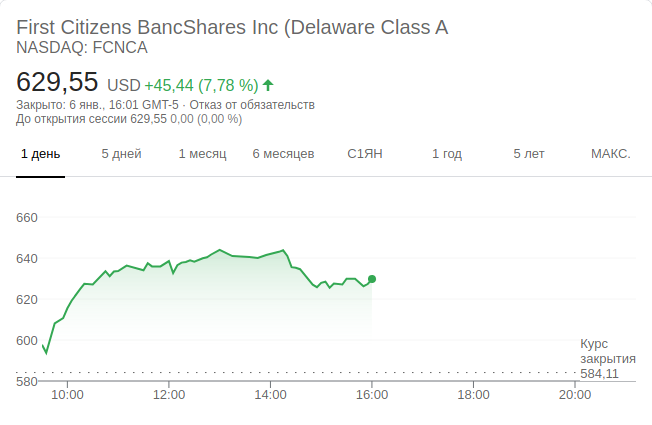 First Citizens BancShares Inc (Delaware Class A
NASDAQ: FCNCA
629,55 USD +45,44 (7,78 %)
Закрыто: 6 янв., 16:01 GMT-5 · Отказ от обязательств
До открытия сессии 629,55 0,00 (0,00 %)
1 день 5 дней 1 месяц 6 месяцев С1ЯН 1 год 5 лет МАКС.
660
640
620
600
Курс
закрытия
584,11
580
10:00 12:00 14:00 16:00 18:00 20:00